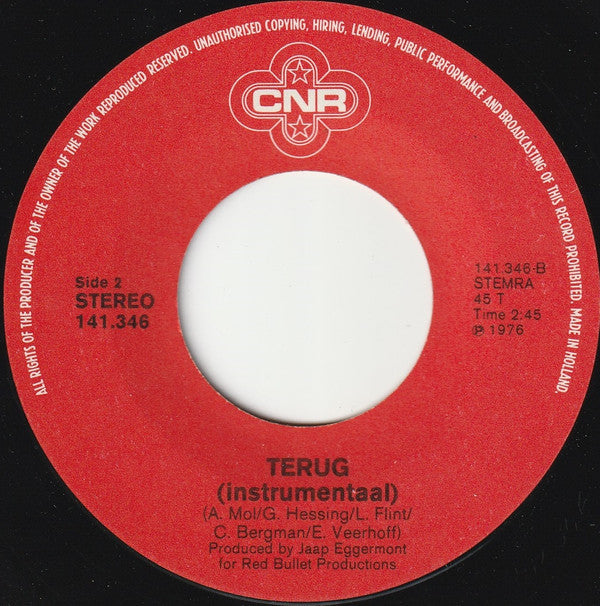 ALL RIGHTS OF THE PRODUCER AND OF THE OWNER OF THE WORK REPRODUCED RESERVED. UNAUTHORISED COPYING, HIRING, LENDING, PUBLIC PERFORMANCE AND BROADCASTING OF THIS RECORD PROHIBITED. MADE IN HOLLAND.
CNR
Side 2
STEREO
141.346
141.346-B
STEMRA
45 T
Time 2:45
℗ 1976
TERUG
(instrumentaal)
(A. Mol/G. Hessing/L. Flint/
C. Bergman/E. Veerhoff)
Produced by Jaap Eggermont
for Red Bullet Productions